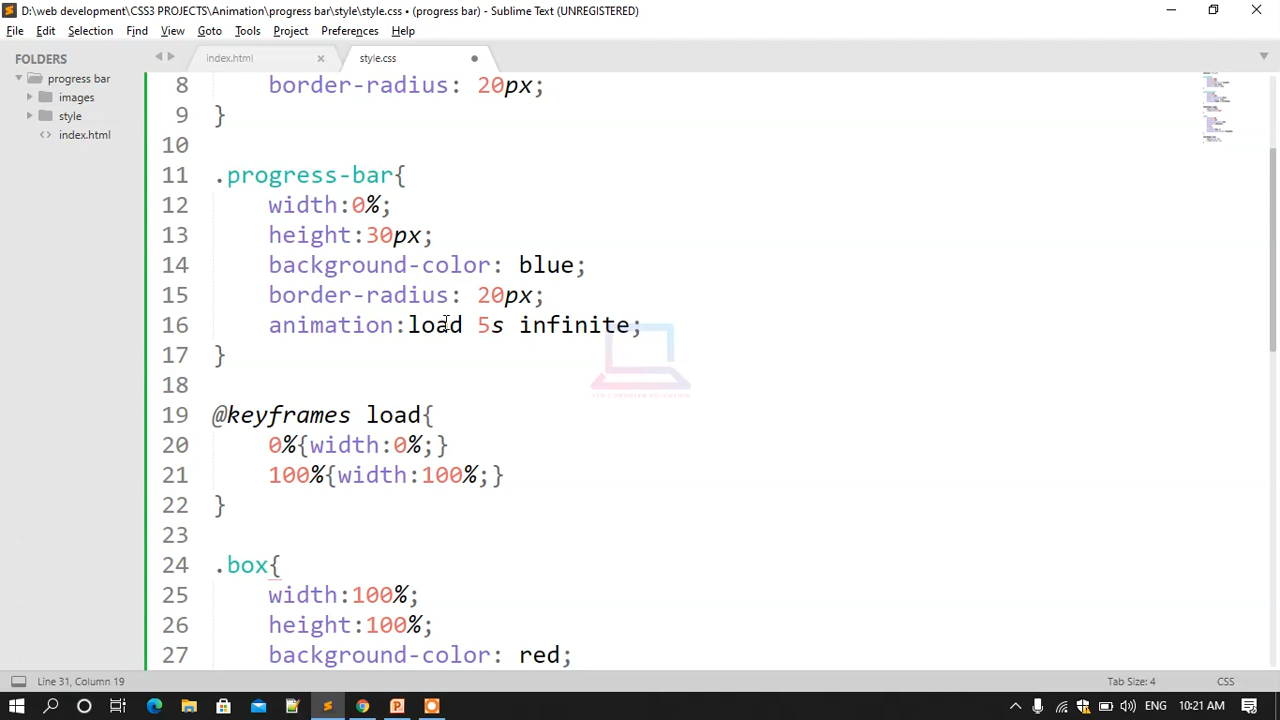 D:\web development\CSS3 PROJECTS\Animation\progress bar\style\style.css • (progress bar) - Sublime Text (UNREGISTERED)
File Edit Selection Find View Goto Tools Project Preferences Help
FOLDERS
progress bar
images
style
index.html
index.html
style.css
8 border-radius: 20px;
9 }
10
11 .progress-bar{
12 width:0%;
13 height:30px;
14 background-color: blue;
15 border-radius: 20px;
16 animation:load 5s infinite;
17 }
18
19 @keyframes load{
20 0%{width:0%;}
21 100%{width:100%;}
22 }
23
24 .box{
25 width:100%;
26 height:100%;
27 background-color: red;
Line 31, Column 19
Tab Size: 4
CSS
ENG
10:21 AM